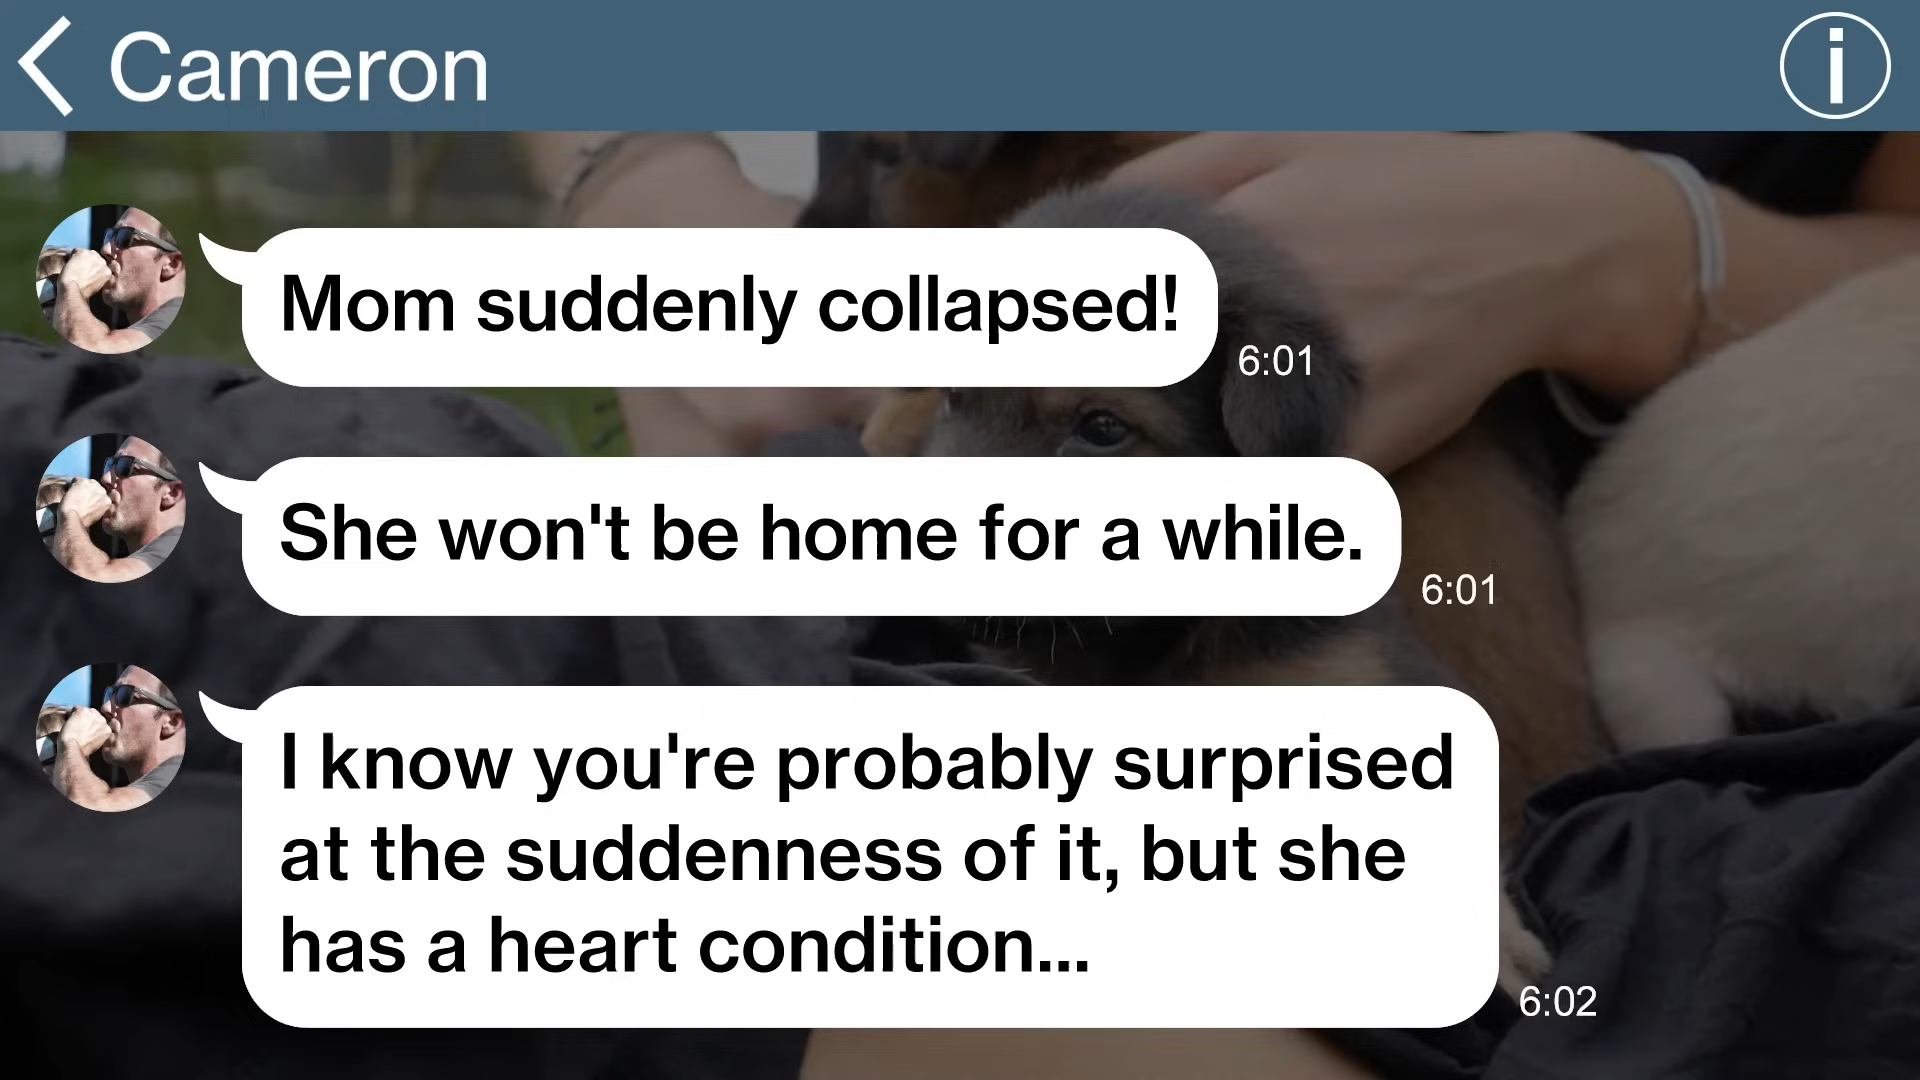 Cameron
Mom suddenly collapsed!
6:01
She won't be home for a while.
6:01
I know you're probably surprised
at the suddenness of it, but she
has a heart condition...
6:02